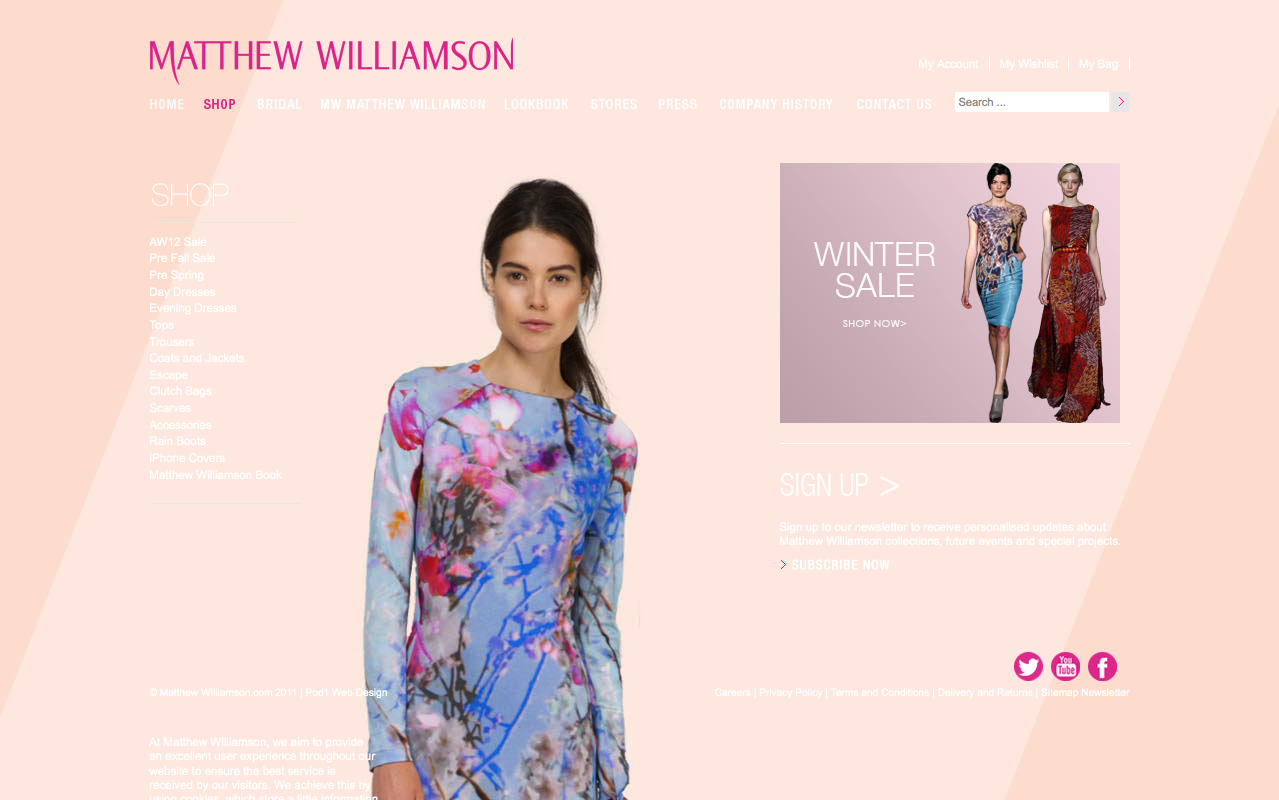 MATTHEW WILLIAMSON
My Account | My Wishlist | My Bag |
HOME SHOP BRIDAL MW MATTHEW WILLIAMSON LOOKBOOK STORES PRESS COMPANY HISTORY CONTACT US
Search ...
SHOP
AW12 Sale
Pre Fall Sale
Pre Spring
Day Dresses
Evening Dresses
Tops
Trousers
Coats and Jackets
Escape
Clutch Bags
Scarves
Accessories
Rain Boots
iPhone Covers
Matthew Williamson Book
WINTER
SALE
SHOP NOW>
SIGN UP >
Sign up to our newsletter to receive personalised updates about
Matthew Williamson collections, future events and special projects.
> SUBSCRIBE NOW
You
Tube
© Matthew Williamson.com 2011 | Pod1 Web Design
Careers | Privacy Policy | Terms and Conditions | Delivery and Returns | Sitemap Newsletter
At Matthew Williamson, we aim to provide
an excellent user experience throughout our
website to ensure the best service is
received by our visitors. We achieve this by
using cookies, which store a little information